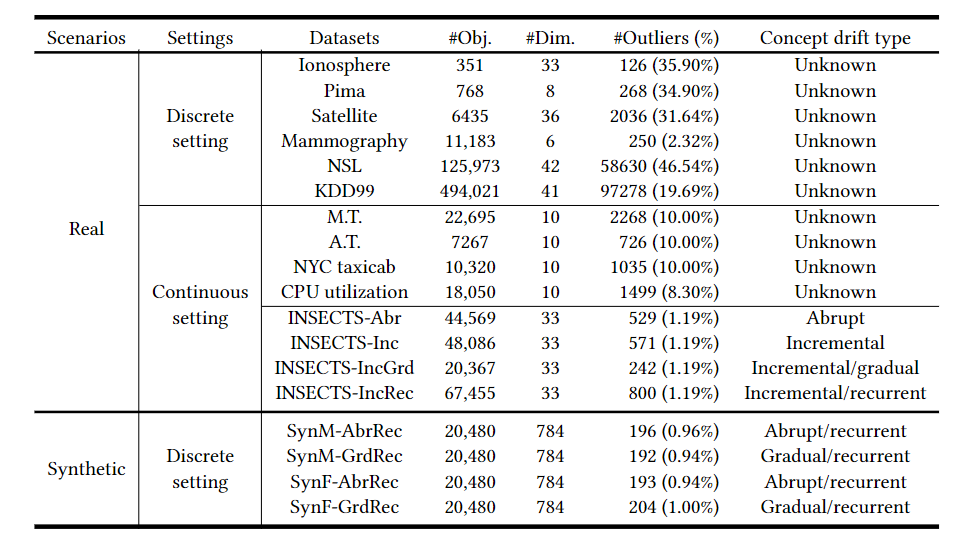 Scenarios Settings Datasets #Obj. #Dim. #Outliers (%) Concept drift type
Ionosphere 351 33 126 (35.90%) Unknown
Pima 768 8 268 (34.90%) Unknown
Discrete Satellite 6435 36 2036 (31.64%) Unknown
setting Mammography 11,183 6 250 (2.32%) Unknown
NSL 125,973 42 58630 (46.54%) Unknown
KDD99 494,021 41 97278 (19.69%) Unknown
Real M.T. 22,695 10 2268 (10.00%) Unknown
A.T. 7267 10 726 (10.00%) Unknown
NYC taxicab 10,320 10 1035 (10.00%) Unknown
Continuous CPU utilization 18,050 10 1499 (8.30%) Unknown
setting INSECTS-Abr 44,569 33 529 (1.19%) Abrupt
INSECTS-Inc 48,086 33 571 (1.19%) Incremental
INSECTS-IncGrd 20,367 33 242 (1.19%) Incremental/gradual
INSECTS-IncRec 67,455 33 800 (1.19%) Incremental/recurrent
SynM-AbrRec 20,480 784 196 (0.96%) Abrupt/recurrent
Synthetic Discrete SynM-GrdRec 20,480 784 192 (0.94%) Gradual/recurrent
setting SynF-AbrRec 20,480 784 193 (0.94%) Abrupt/recurrent
SynF-GrdRec 20,480 784 204 (1.00%) Gradual/recurrent